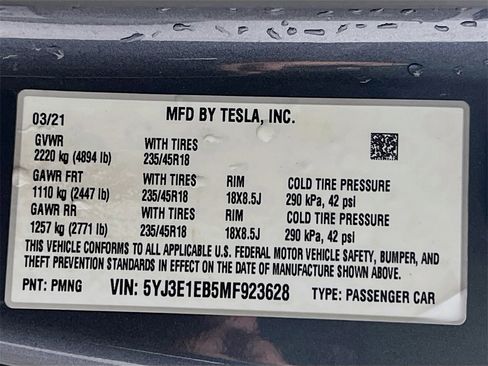 03/21 MFD BY TESLA, INC.
GVWR WITH TIRES
2220 kg (4894 lb) 235/45R18
GAWR FRT WITH TIRES RIM COLD TIRE PRESSURE
1110 kg (2447 lb) 235/45R18 18X8.5J 290 kPa, 42 psi
GAWR RR WITH TIRES RIM COLD TIRE PRESSURE
1257 kg (2771 lb) 235/45R18 18X8.5J 290 kPa, 42 psi
THIS VEHICLE CONFORMS TO ALL APPLICABLE U.S. FEDERAL MOTOR VEHICLE SAFETY, BUMPER, AND
THEFT PREVENTION STANDARDS IN EFFECT ON THE DATE OF MANUFACTURE SHOWN ABOVE.
PNT: PMNG VIN: 5YJ3E1EB5MF923628 TYPE: PASSENGER CAR